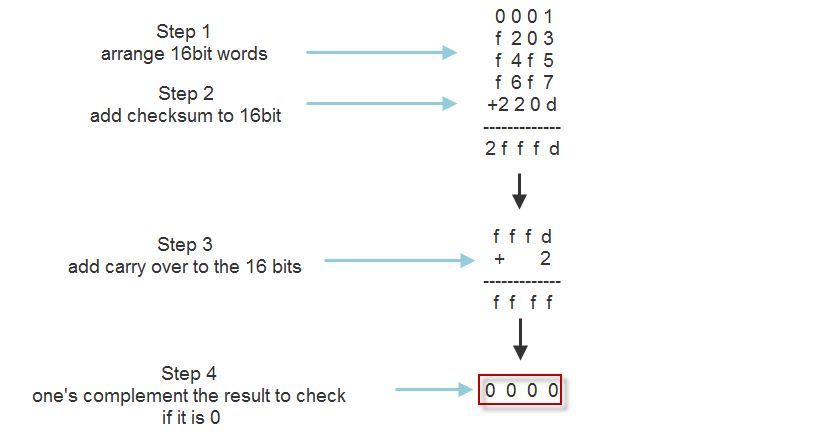 Step 1
arrange 16bit words
0 0 0 1
f 2 0 3
f 4 f 5
f 6 f 7
Step 2
add checksum to 16bit
+2 2 0 d
-------------
2 f f f d
Step 3
add carry over to the 16 bits
f f f d
+ 2
-------------
f f f f
Step 4
one's complement the result to check
if it is 0
0 0 0 0